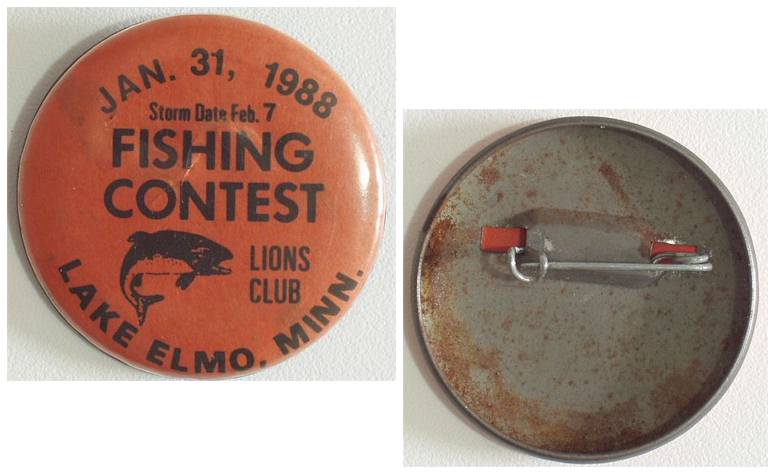 JAN. 31, 1988
Storm Date Feb. 7
FISHING
CONTEST
LIONS
CLUB
LAKE ELMO, MINN.